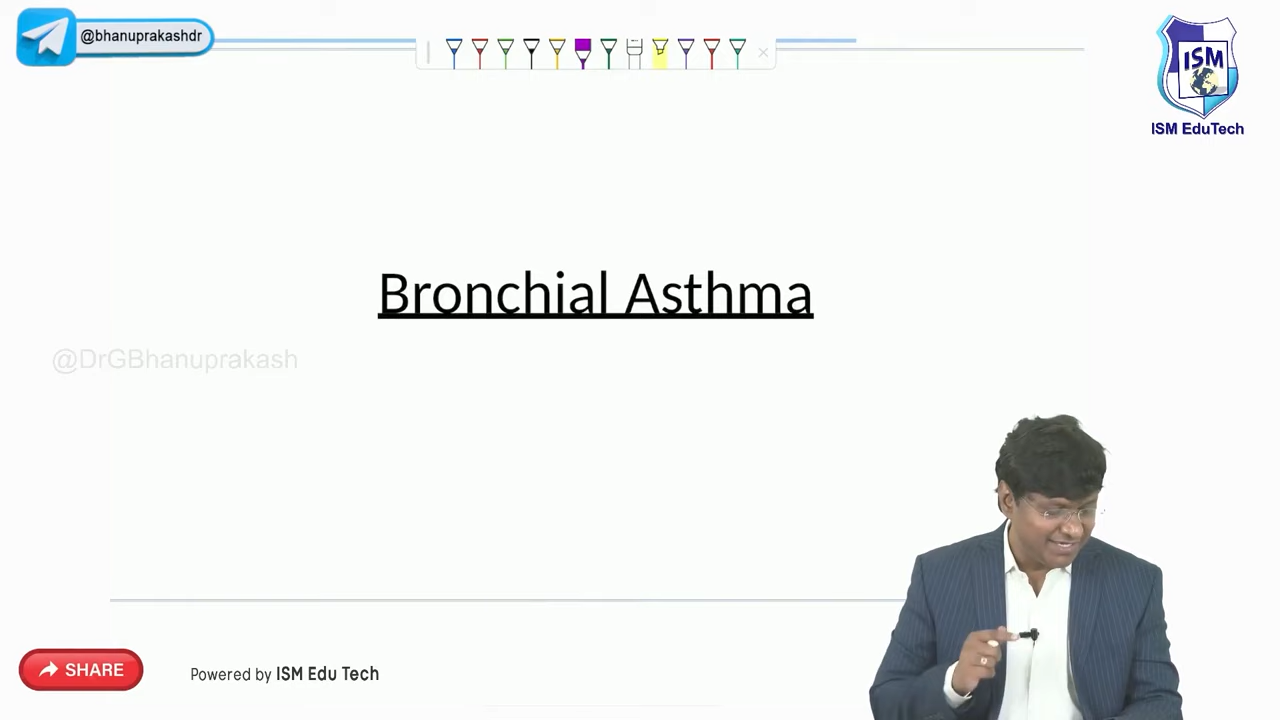 @bhanuprakashdr
ISM
ISM EduTech
Bronchial Asthma
@DrGBhanuprakash
SHARE
Powered by ISM Edu Tech